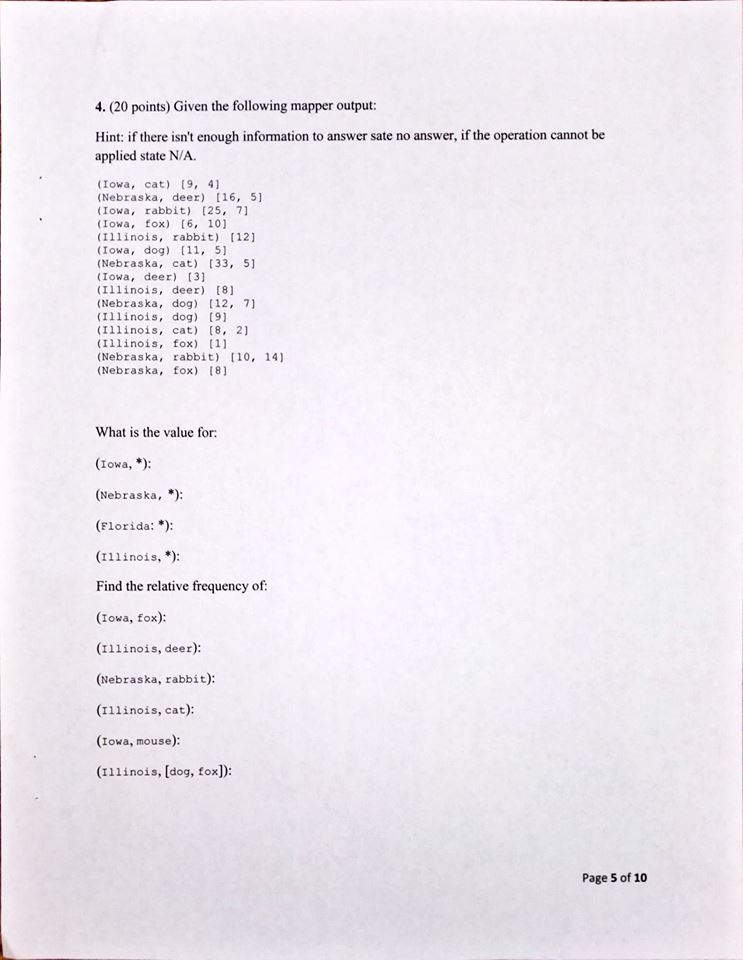 4. (20 points) Given the following mapper output:
Hint: if there isn't enough information to answer sate no answer, if the operation cannot be
applied state N/A.
(Iowa, cat) [9, 4]
(Nebraska, deer) [16, 5]
(Iowa, rabbit) [25, 7]
(Iowa, fox) [6, 10]
(Illinois, rabbit) [12]
(Iowa, dog) [11, 5]
(Nebraska, cat) [33, 5]
(Iowa, deer) [3]
(Illinois, deer) [8]
(Nebraska, dog) [12, 7]
(Illinois, dog) [9]
(Illinois, cat) [8, 2]
(Illinois, fox) [1]
(Nebraska, rabbit) [10, 14]
(Nebraska, fox) [8]
What is the value for:
(Iowa, *):
(Nebraska, *):
(Florida: *):
(Illinois, *):
Find the relative frequency of:
(Iowa, fox):
(Illinois, deer):
(Nebraska, rabbit):
(Illinois, cat):
(Iowa, mouse):
(Illinois, [dog, fox]):
Page 5 of 10